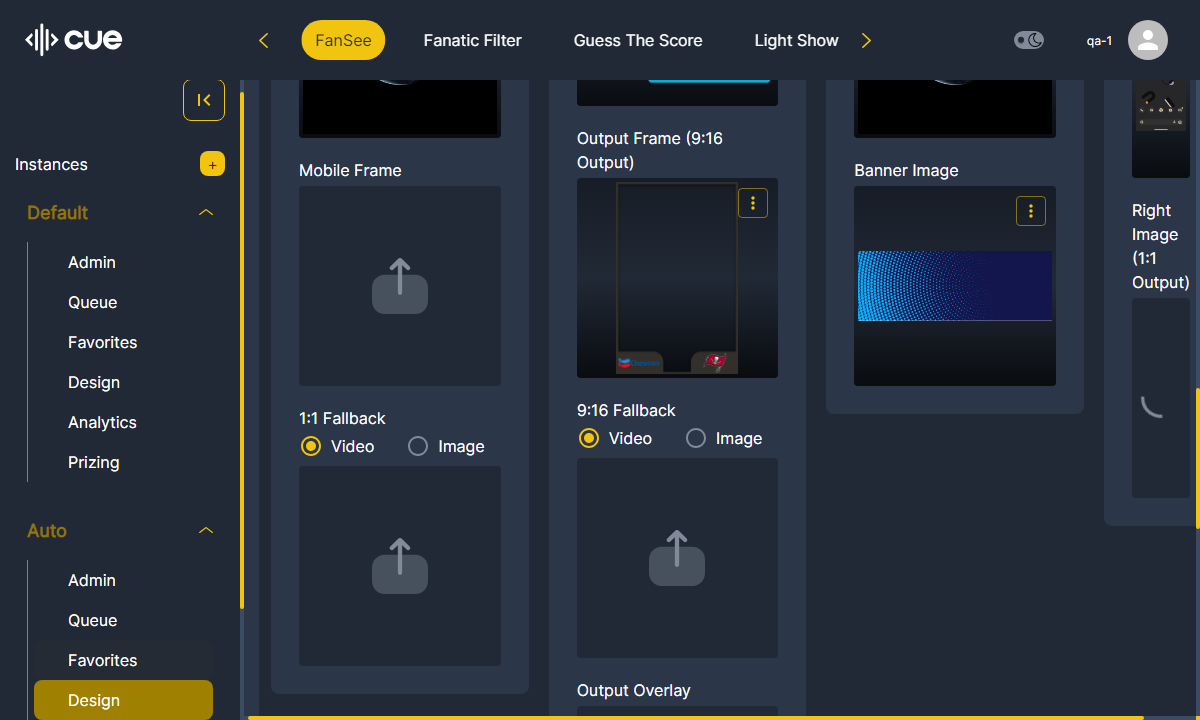 cue
FanSee
Fanatic Filter
Guess The Score
Light Show
qa-1
Instances
+
Default
Admin
Queue
Favorites
Design
Analytics
Prizing
Auto
Admin
Queue
Favorites
Design
Mobile Frame
1:1 Fallback
Video
Image
Output Frame (9:16
Output)
9:16 Fallback
Video
Image
Output Overlay
Banner Image
Right
Image
(1:1
Output)